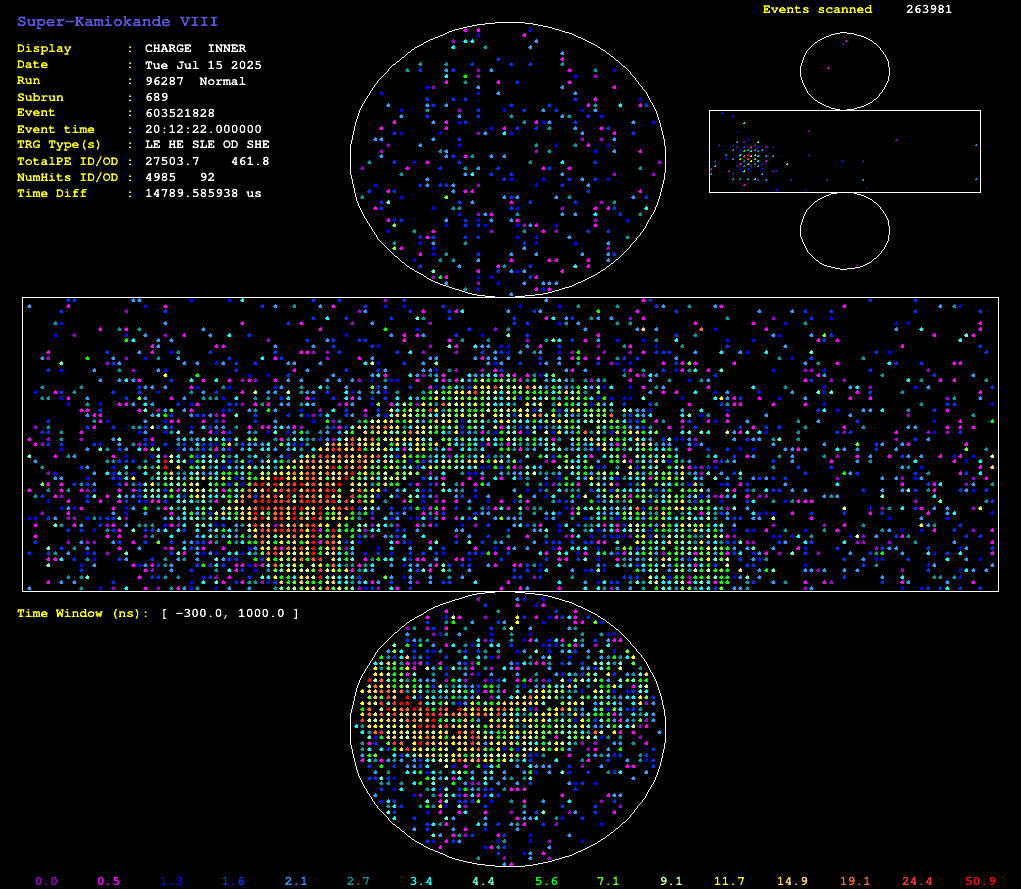 Super-Kamiokande VIII
Events scanned 263981
Display : CHARGE INNER
Date : Tue Jul 15 2025
Run : 96287 Normal
Subrun : 689
Event : 603521828
Event time : 20:12:22.000000
TRG Type(s) : LE HE SLE OD SHE
TotalPE ID/OD : 27503.7 461.8
NumHits ID/OD : 4985 92
Time Diff : 14789.585938 us
Time Window (ns): [ -300.0, 1000.0 ]
0.0 0.5 1.3 1.6 2.1 2.7 3.4 4.4 5.6 7.1 9.1 11.7 14.9 19.1 24.4 50.9